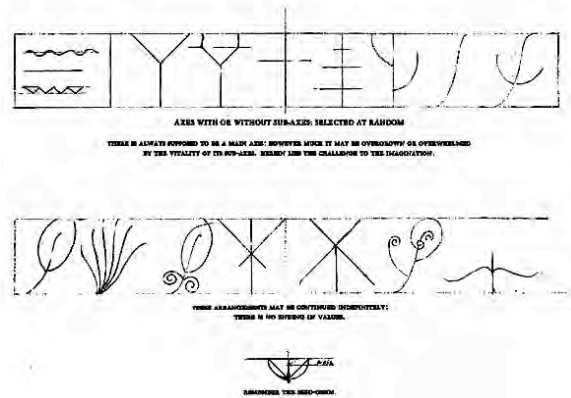 AXES WITH OR WITHOUT SUB-AXES: SELECTED AT RANDOM
THERE IS ALWAYS SUPPOSED TO BE A MAIN AXIS: HOWEVER MUCH IT MAY BE OVERGROWN OR OVERWHELMED
BY THE VITALITY OF ITS SUB-AXES. HEREIN LIES THE CHALLENGE TO THE IMAGINATION.
THESE ARRANGEMENTS MAY BE CONTINUED INDEFINITELY:
THERE IS NO ENDING IN VALUES.
AXIS
REMEMBER THE SEED-GERM.